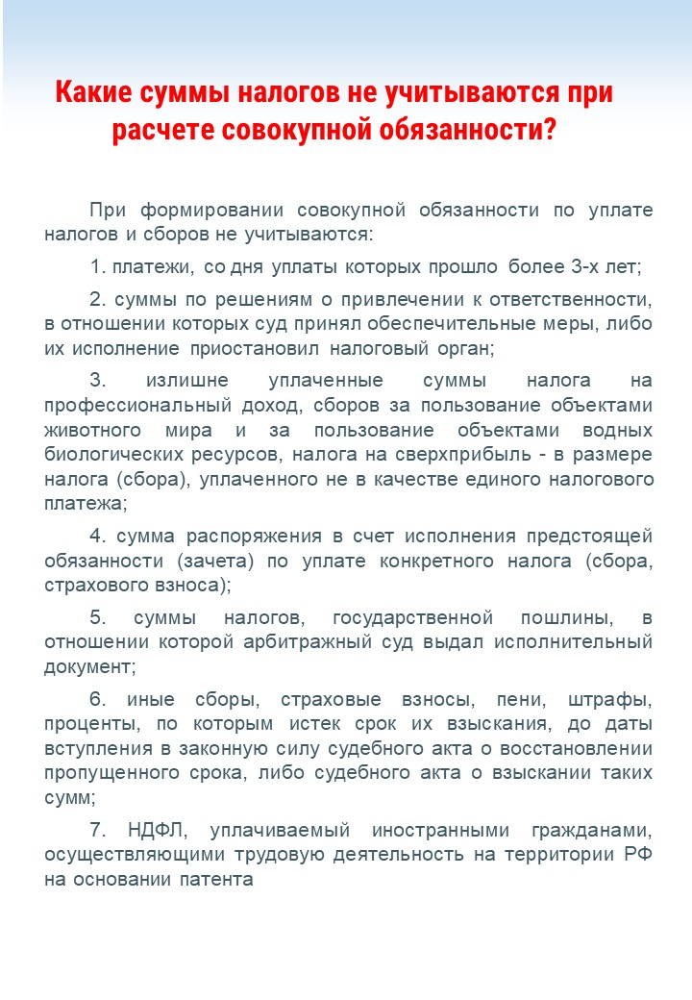 Какие суммы налогов не учитываются при
расчете совокупной обязанности?
При формировании совокупной обязанности по уплате
налогов и сборов не учитываются:
1. платежи, со дня уплаты которых прошло более 3-х лет;
2. суммы по решениям о привлечении к ответственности,
в отношении которых суд принял обеспечительные меры, либо
их исполнение приостановил налоговый орган;
3. излишне уплаченные суммы налога на
профессиональный доход, сборов за пользование объектами
животного мира и за пользование объектами водных
биологических ресурсов, налога на сверхприбыль - в размере
налога (сбора), уплаченного не в качестве единого налогового
платежа;
4. сумма распоряжения в счет исполнения предстоящей
обязанности (зачета) по уплате конкретного налога (сбора,
страхового взноса);
5. суммы налогов, государственной пошлины, в
отношении которой арбитражный суд выдал исполнительный
документ;
6. иные сборы, страховые взносы, пени, штрафы,
проценты, по которым истек срок их взыскания, до даты
вступления в законную силу судебного акта о восстановлении
пропущенного срока, либо судебного акта о взыскании таких
сумм;
7. НДФЛ, уплачиваемый иностранными гражданами,
осуществляющими трудовую деятельность на территории РФ
на основании патента